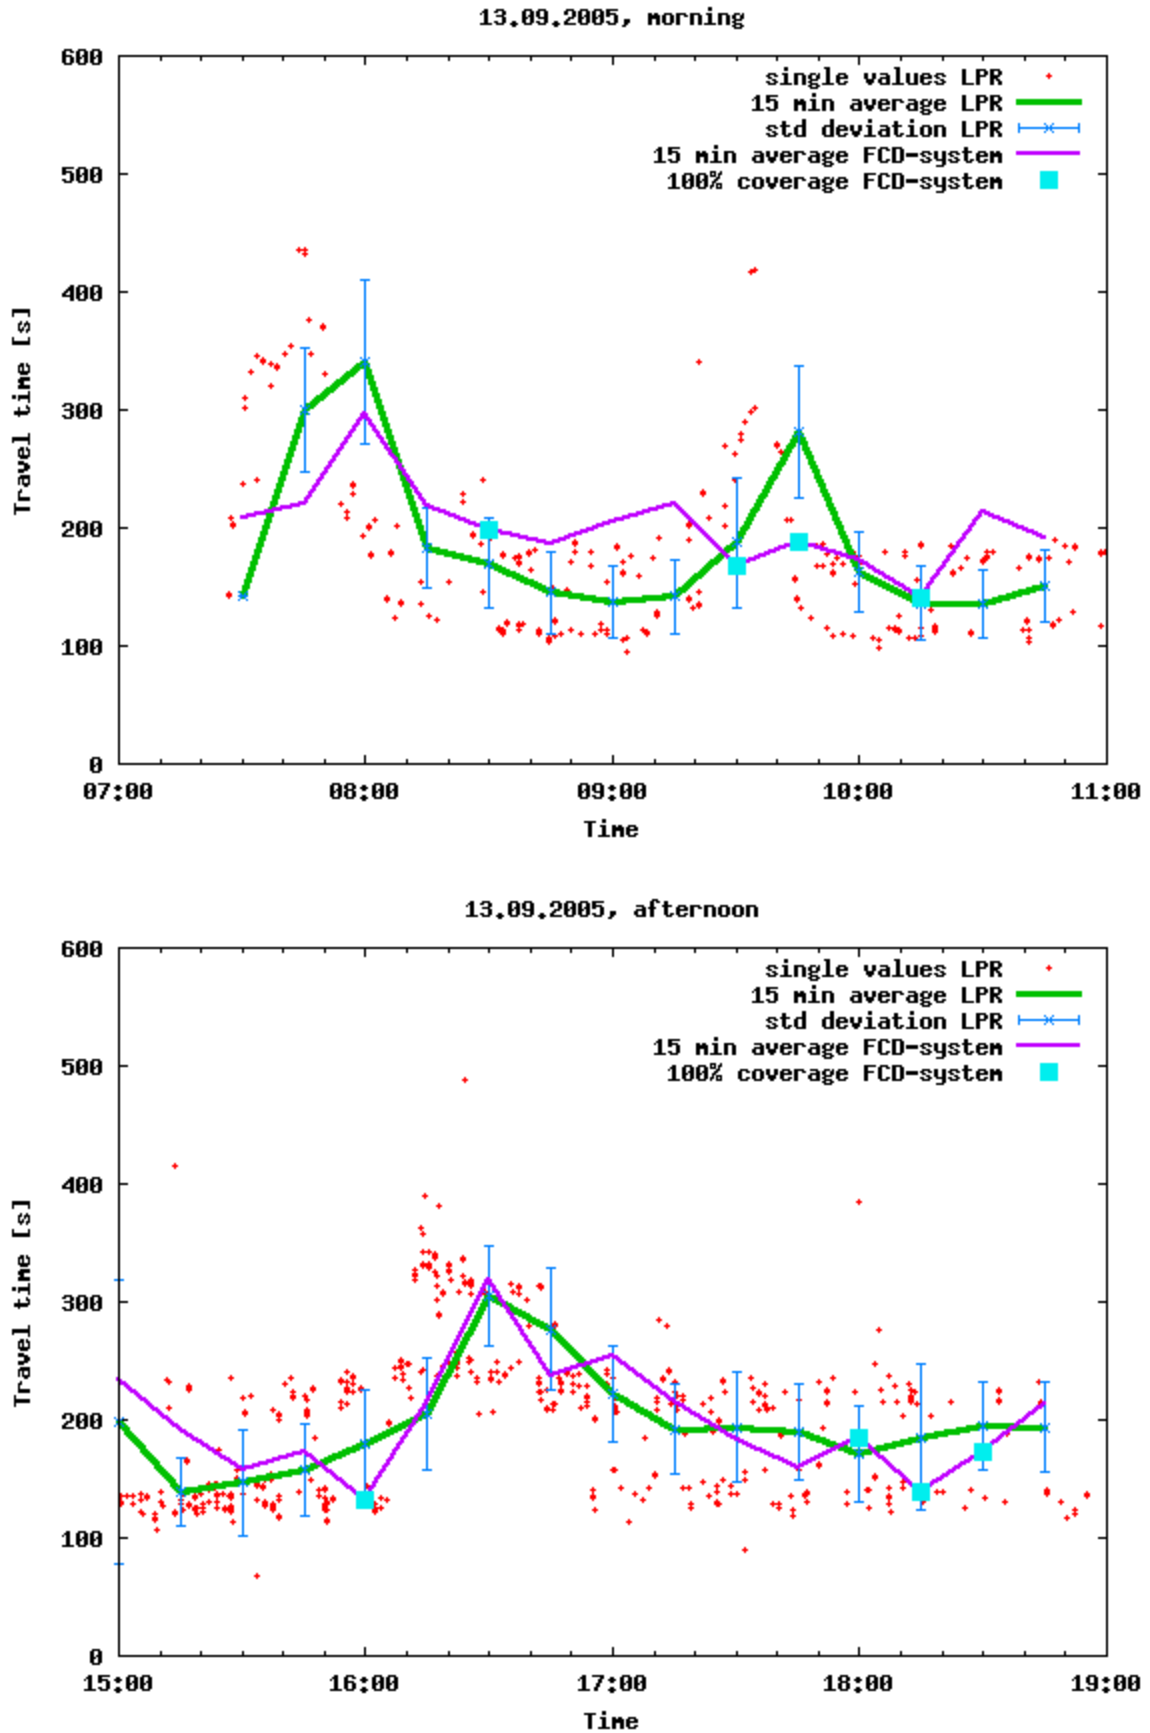 13.09.2005, morning
600
single values LPR
15 min average LPR
std deviation LPR
15 min average FCD-system
100% coverage FCD-system
500
400
300
200
100
0
Travel time [s]
07:00 08:00 09:00 10:00 11:00
Time
13.09.2005, afternoon
600
single values LPR
15 min average LPR
std deviation LPR
15 min average FCD-system
100% coverage FCD-system
500
400
300
200
100
0
Travel time [s]
15:00 16:00 17:00 18:00 19:00
Time